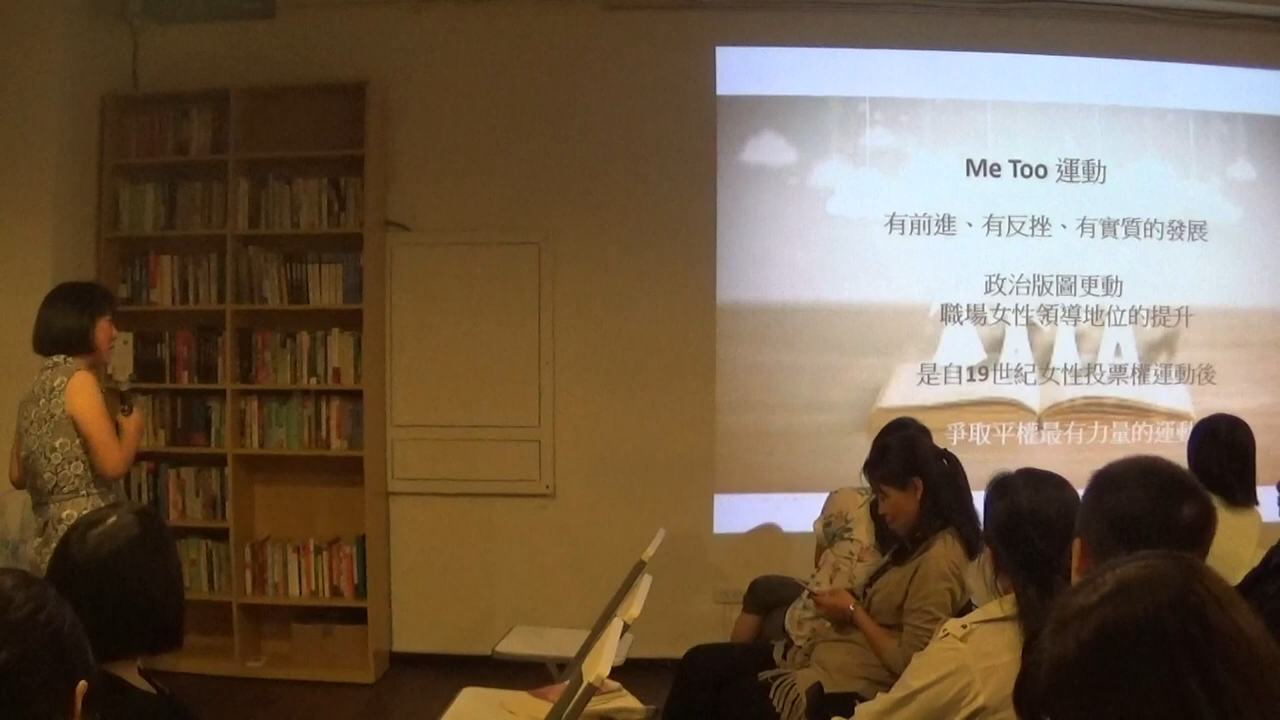 Me Too 運動
有前進、有反挫、有實質的發展
政治版圖更動
職場女性領導地位的提升
是自19世紀女性投票權運動後
爭取平權最有力量的運動